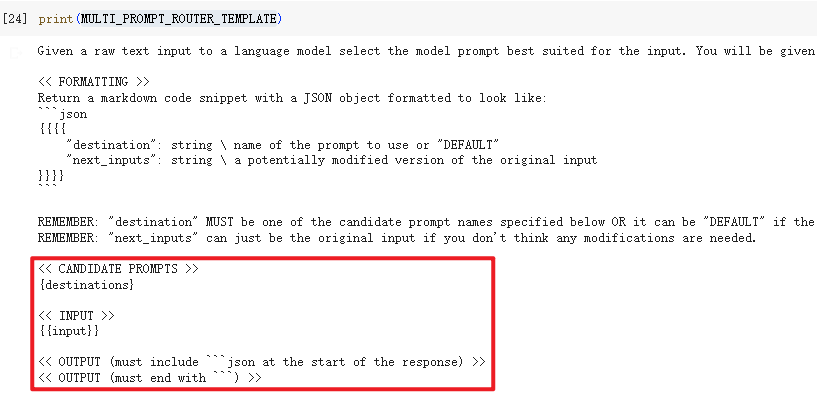 [24] print(MULTI_PROMPT_ROUTER_TEMPLATE)
Given a raw text input to a language model select the model prompt best suited for the input. You will be given
<< FORMATTING >>
Return a markdown code snippet with a JSON object formatted to look like:
```json
{{{{
"destination": string \ name of the prompt to use or "DEFAULT"
"next_inputs": string \ a potentially modified version of the original input
}}}}
```
REMEMBER: "destination" MUST be one of the candidate prompt names specified below OR it can be "DEFAULT" if the
REMEMBER: "next_inputs" can just be the original input if you don't think any modifications are needed.
<< CANDIDATE PROMPTS >>
{destinations}
<< INPUT >>
{{input}}
<< OUTPUT (must include ```json at the start of the response) >>
<< OUTPUT (must end with ```) >>